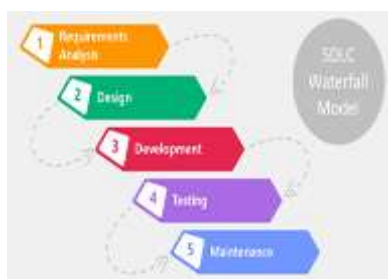 1
Requirements
Analysis
2
Design
3
Development
4
Testing
5
Maintenance
SDLC
Waterfall
Model